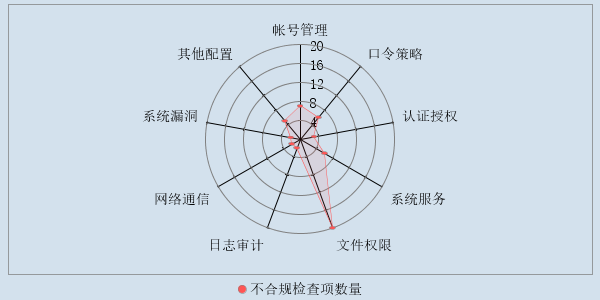 帐号管理
20
其他配置
口令策略
16
12
8
系统漏洞
认证授权
4
网络通信
系统服务
日志审计
文件权限
不合规检查项数量